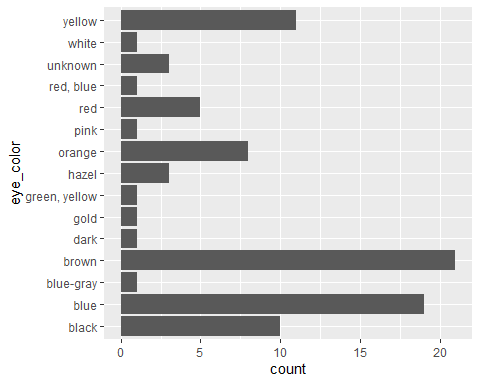 yellow
white
unknown
red, blue
red
pink
orange
hazel
green, yellow
gold
dark
brown
blue-gray
blue
black
eye_color
0 5 10 15 20
count